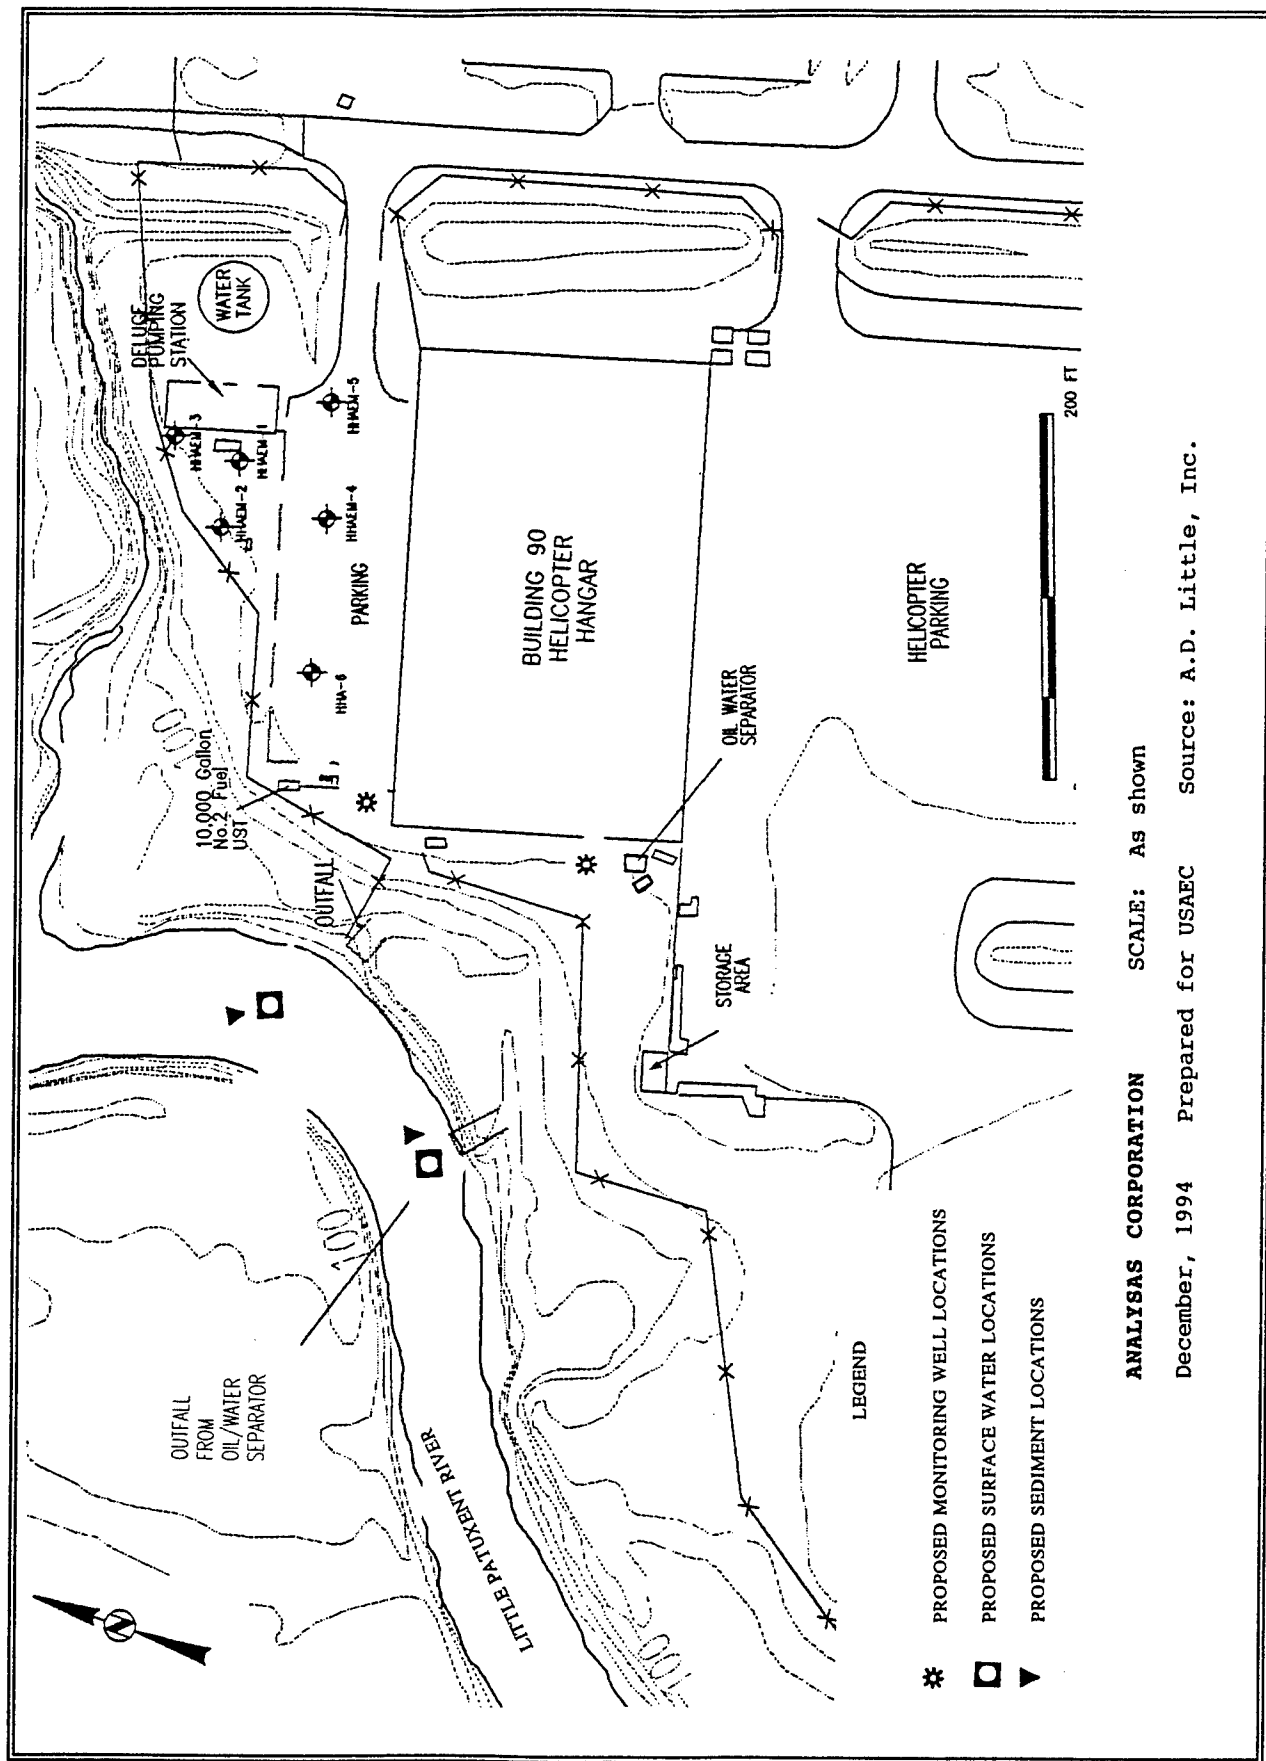 DELUGE
PUMPING
STATION
WATER
TANK
HHAEM-3
HHAEM-1
HHAEM-2
HHAEM-5
HHAEM-4
HHA-6
PARKING
100
10,000 Gallon
No.2 Fuel
UST
OUTFALL
BUILDING 90
HELICOPTER
HANGAR
OIL WATER
SEPARATOR
HELICOPTER
PARKING
200 FT
STORAGE
AREA
100
OUTFALL
FROM
OIL/WATER
SEPARATOR
LITTLE PATUXENT RIVER
100
N
LEGEND
PROPOSED MONITORING WELL LOCATIONS
PROPOSED SURFACE WATER LOCATIONS
PROPOSED SEDIMENT LOCATIONS
ANALYSAS CORPORATION SCALE: As shown
December, 1994 Prepared for USAEC Source: A.D. Little, Inc.